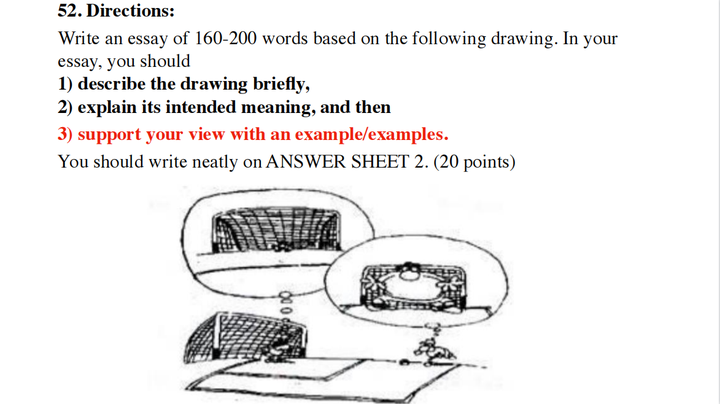 52. Directions:
Write an essay of 160-200 words based on the following drawing. In your
essay, you should
1) describe the drawing briefly,
2) explain its intended meaning, and then
3) support your view with an example/examples.
You should write neatly on ANSWER SHEET 2. (20 points)